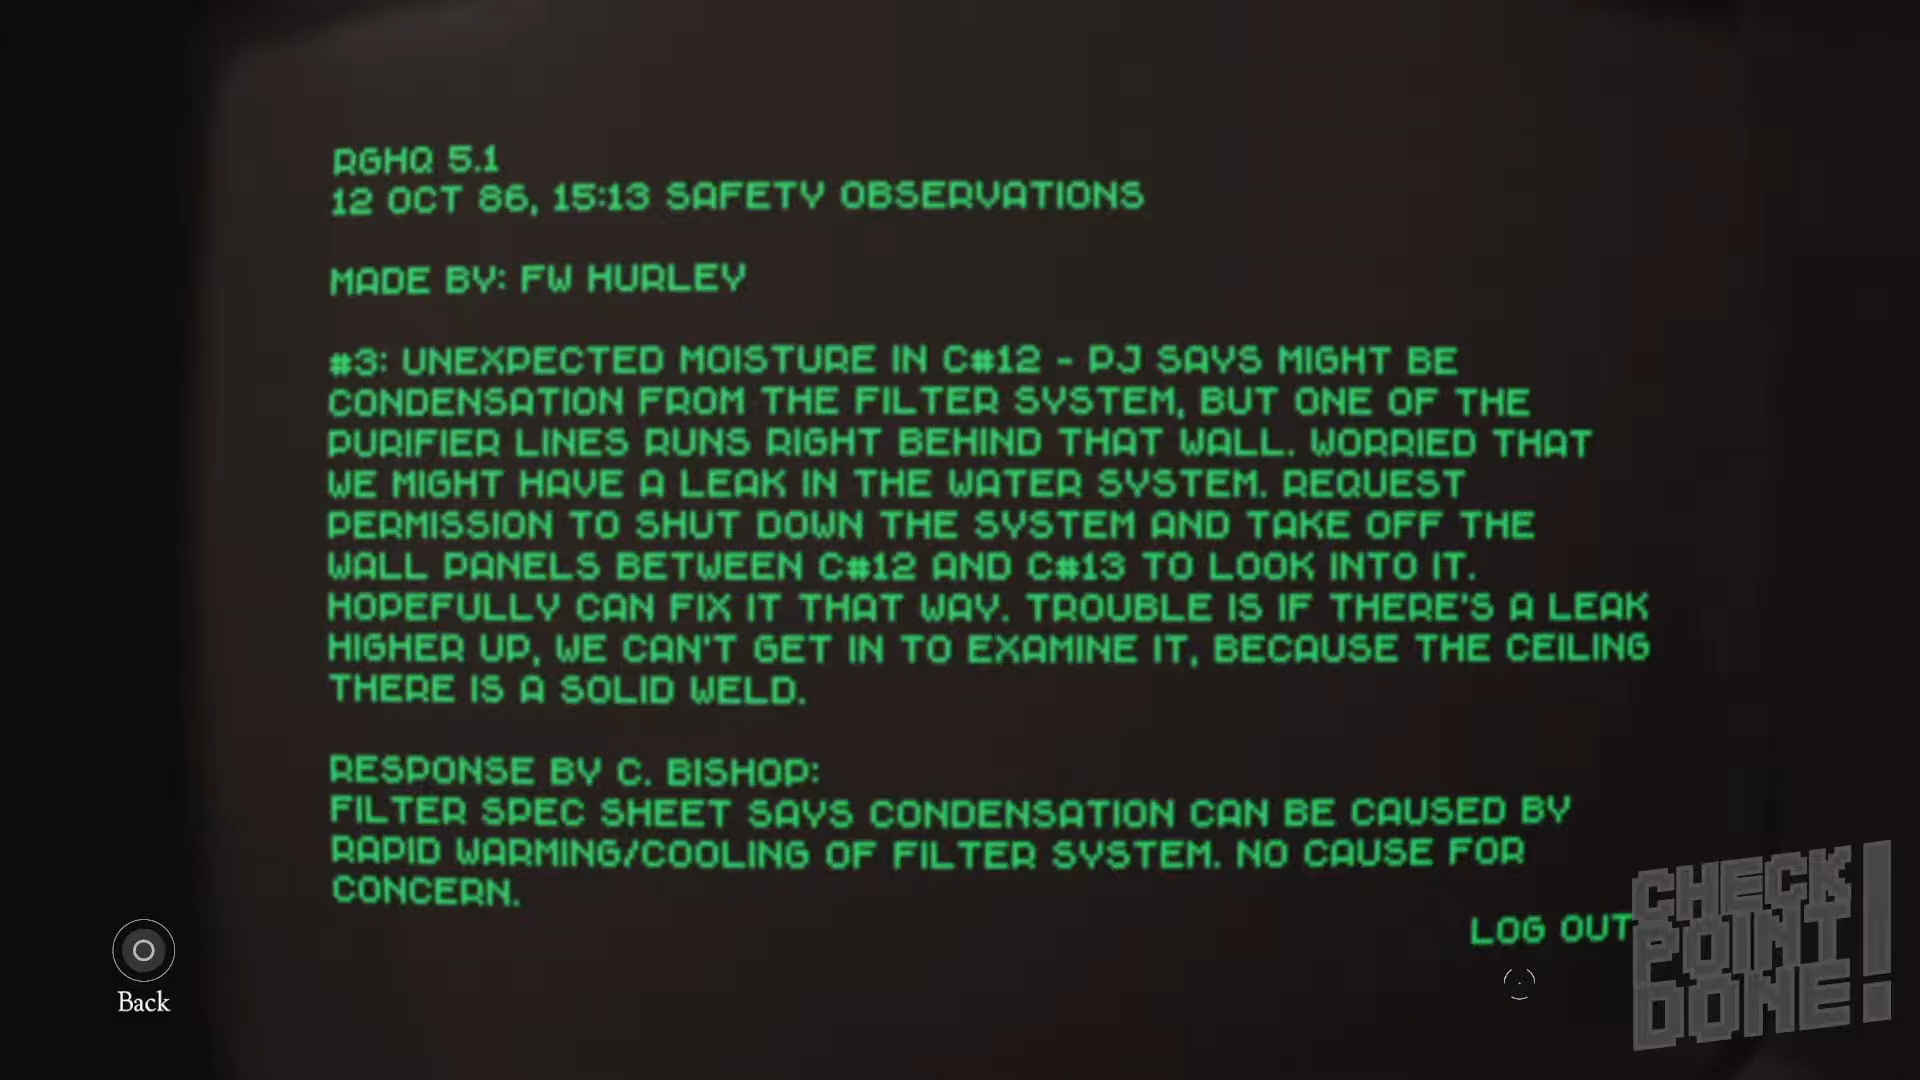 RGHQ 5.1
12 OCT 86, 15:13 SAFETY OBSERVATIONS
MADE BY: FW HURLEY
#3: UNEXPECTED MOISTURE IN C#12 - PJ SAYS MIGHT BE
CONDENSATION FROM THE FILTER SYSTEM, BUT ONE OF THE
PURIFIER LINES RUNS RIGHT BEHIND THAT WALL. WORRIED THAT
WE MIGHT HAVE A LEAK IN THE WATER SYSTEM. REQUEST
PERMISSION TO SHUT DOWN THE SYSTEM AND TAKE OFF THE
WALL PANELS BETWEEN C#12 AND C#13 TO LOOK INTO IT.
HOPEFULLY CAN FIX IT THAT WAY. TROUBLE IS IF THERE'S A LEAK
HIGHER UP, WE CAN'T GET IN TO EXAMINE IT, BECAUSE THE CEILING
THERE IS A SOLID WELD.
RESPONSE BY C. BISHOP:
FILTER SPEC SHEET SAYS CONDENSATION CAN BE CAUSED BY
RAPID WARMING/COOLING OF FILTER SYSTEM. NO CAUSE FOR
CONCERN.
LOG OUT
Back
CHECK
POINT
DONE!